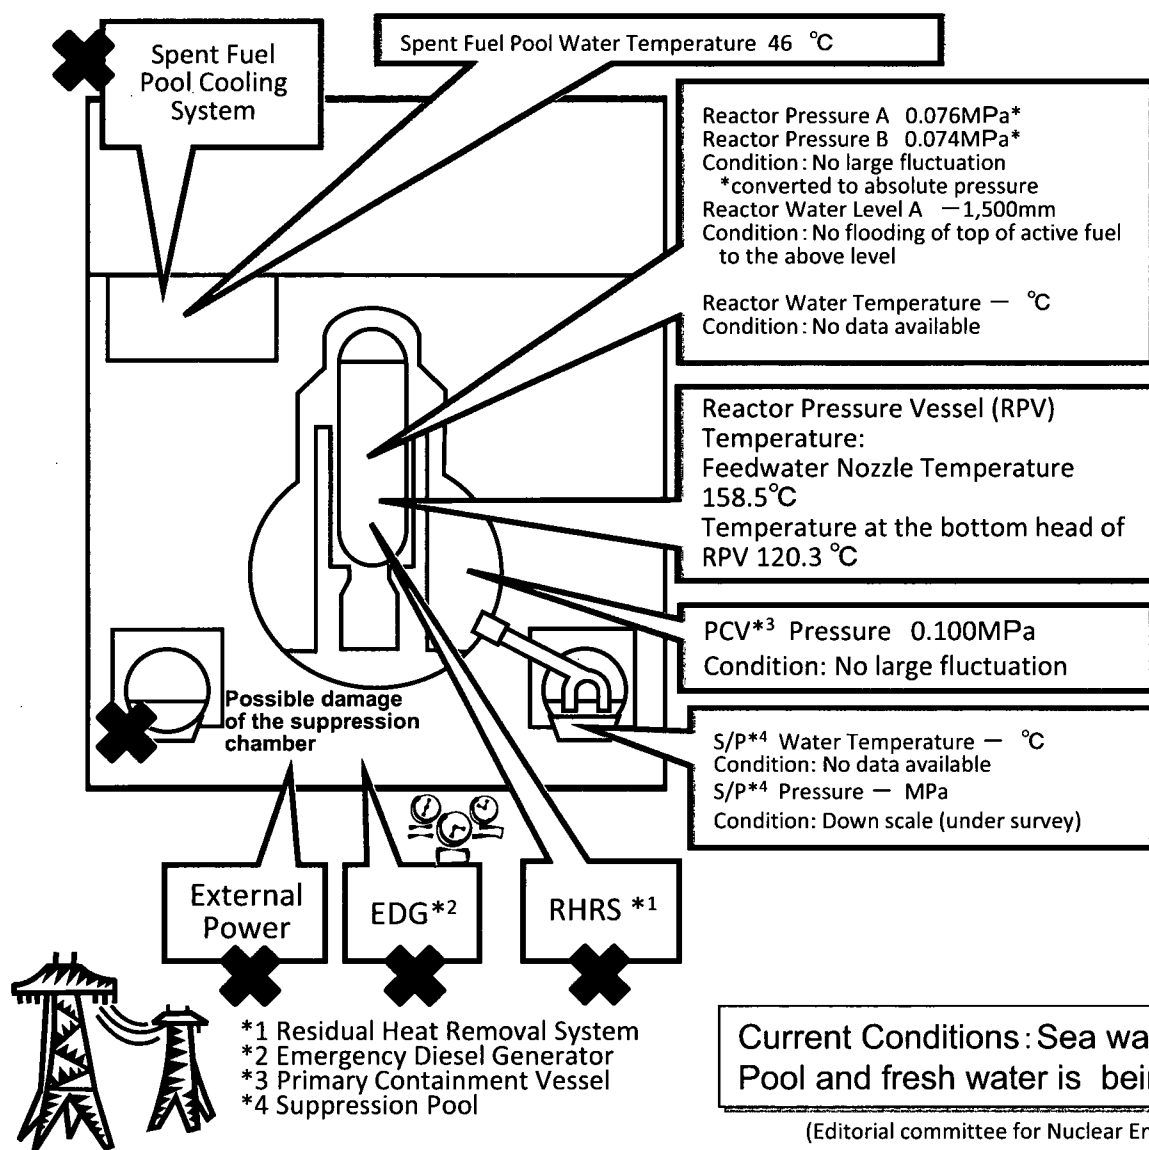 Spent Fuel
Pool Cooling
System
Spent Fuel Pool Water Temperature 46 ℃
Reactor Pressure A 0.076MPa*
Reactor Pressure B 0.074MPa*
Condition: No large fluctuation
*converted to absolute pressure
Reactor Water Level A －1,500mm
Condition: No flooding of top of active fuel
to the above level
Reactor Water Temperature － ℃
Condition: No data available
Reactor Pressure Vessel (RPV)
Temperature:
Feedwater Nozzle Temperature
158.5℃
Temperature at the bottom head of
RPV 120.3 ℃
PCV*3 Pressure 0.100MPa
Condition: No large fluctuation
Possible damage
of the suppression
chamber
S/P*4 Water Temperature － ℃
Condition: No data available
S/P*4 Pressure － MPa
Condition: Down scale (under survey)
External
Power
EDG*2
RHRS *1
*1 Residual Heat Removal System
*2 Emergency Diesel Generator
*3 Primary Containment Vessel
*4 Suppression Pool
Current Conditions: Sea wa
Pool and fresh water is bein
(Editorial committee for Nuclear En